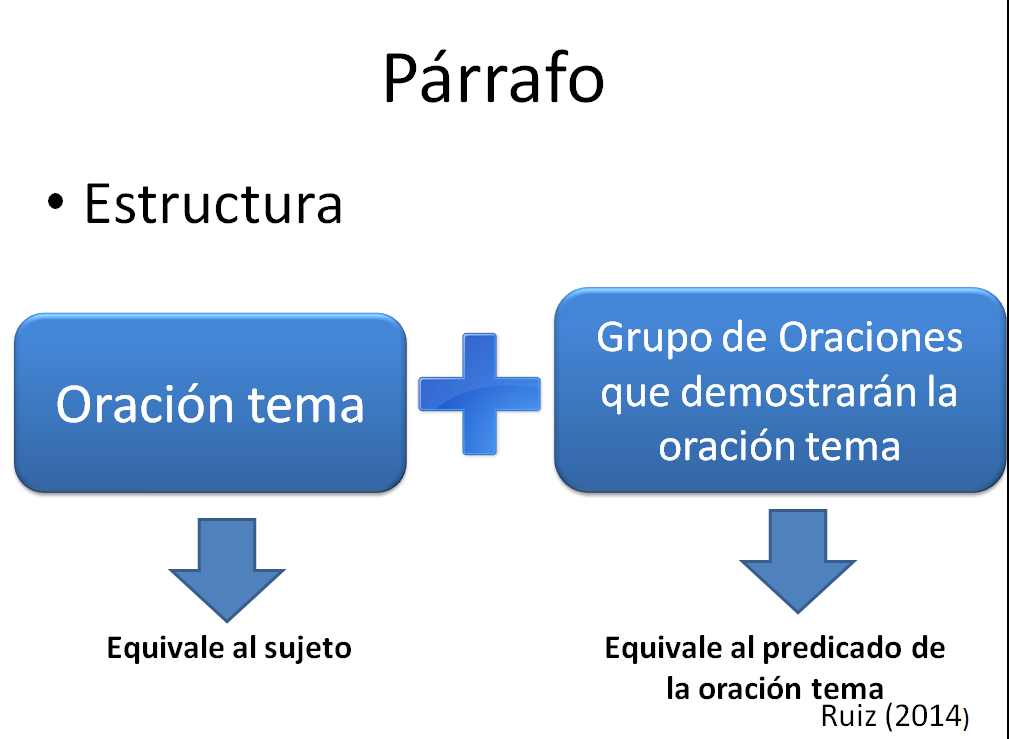 Párrafo
• Estructura
Oración tema
Grupo de Oraciones
que demostrarán la
oración tema
Equivale al sujeto
Equivale al predicado de
la oración tema
Ruiz (2014)